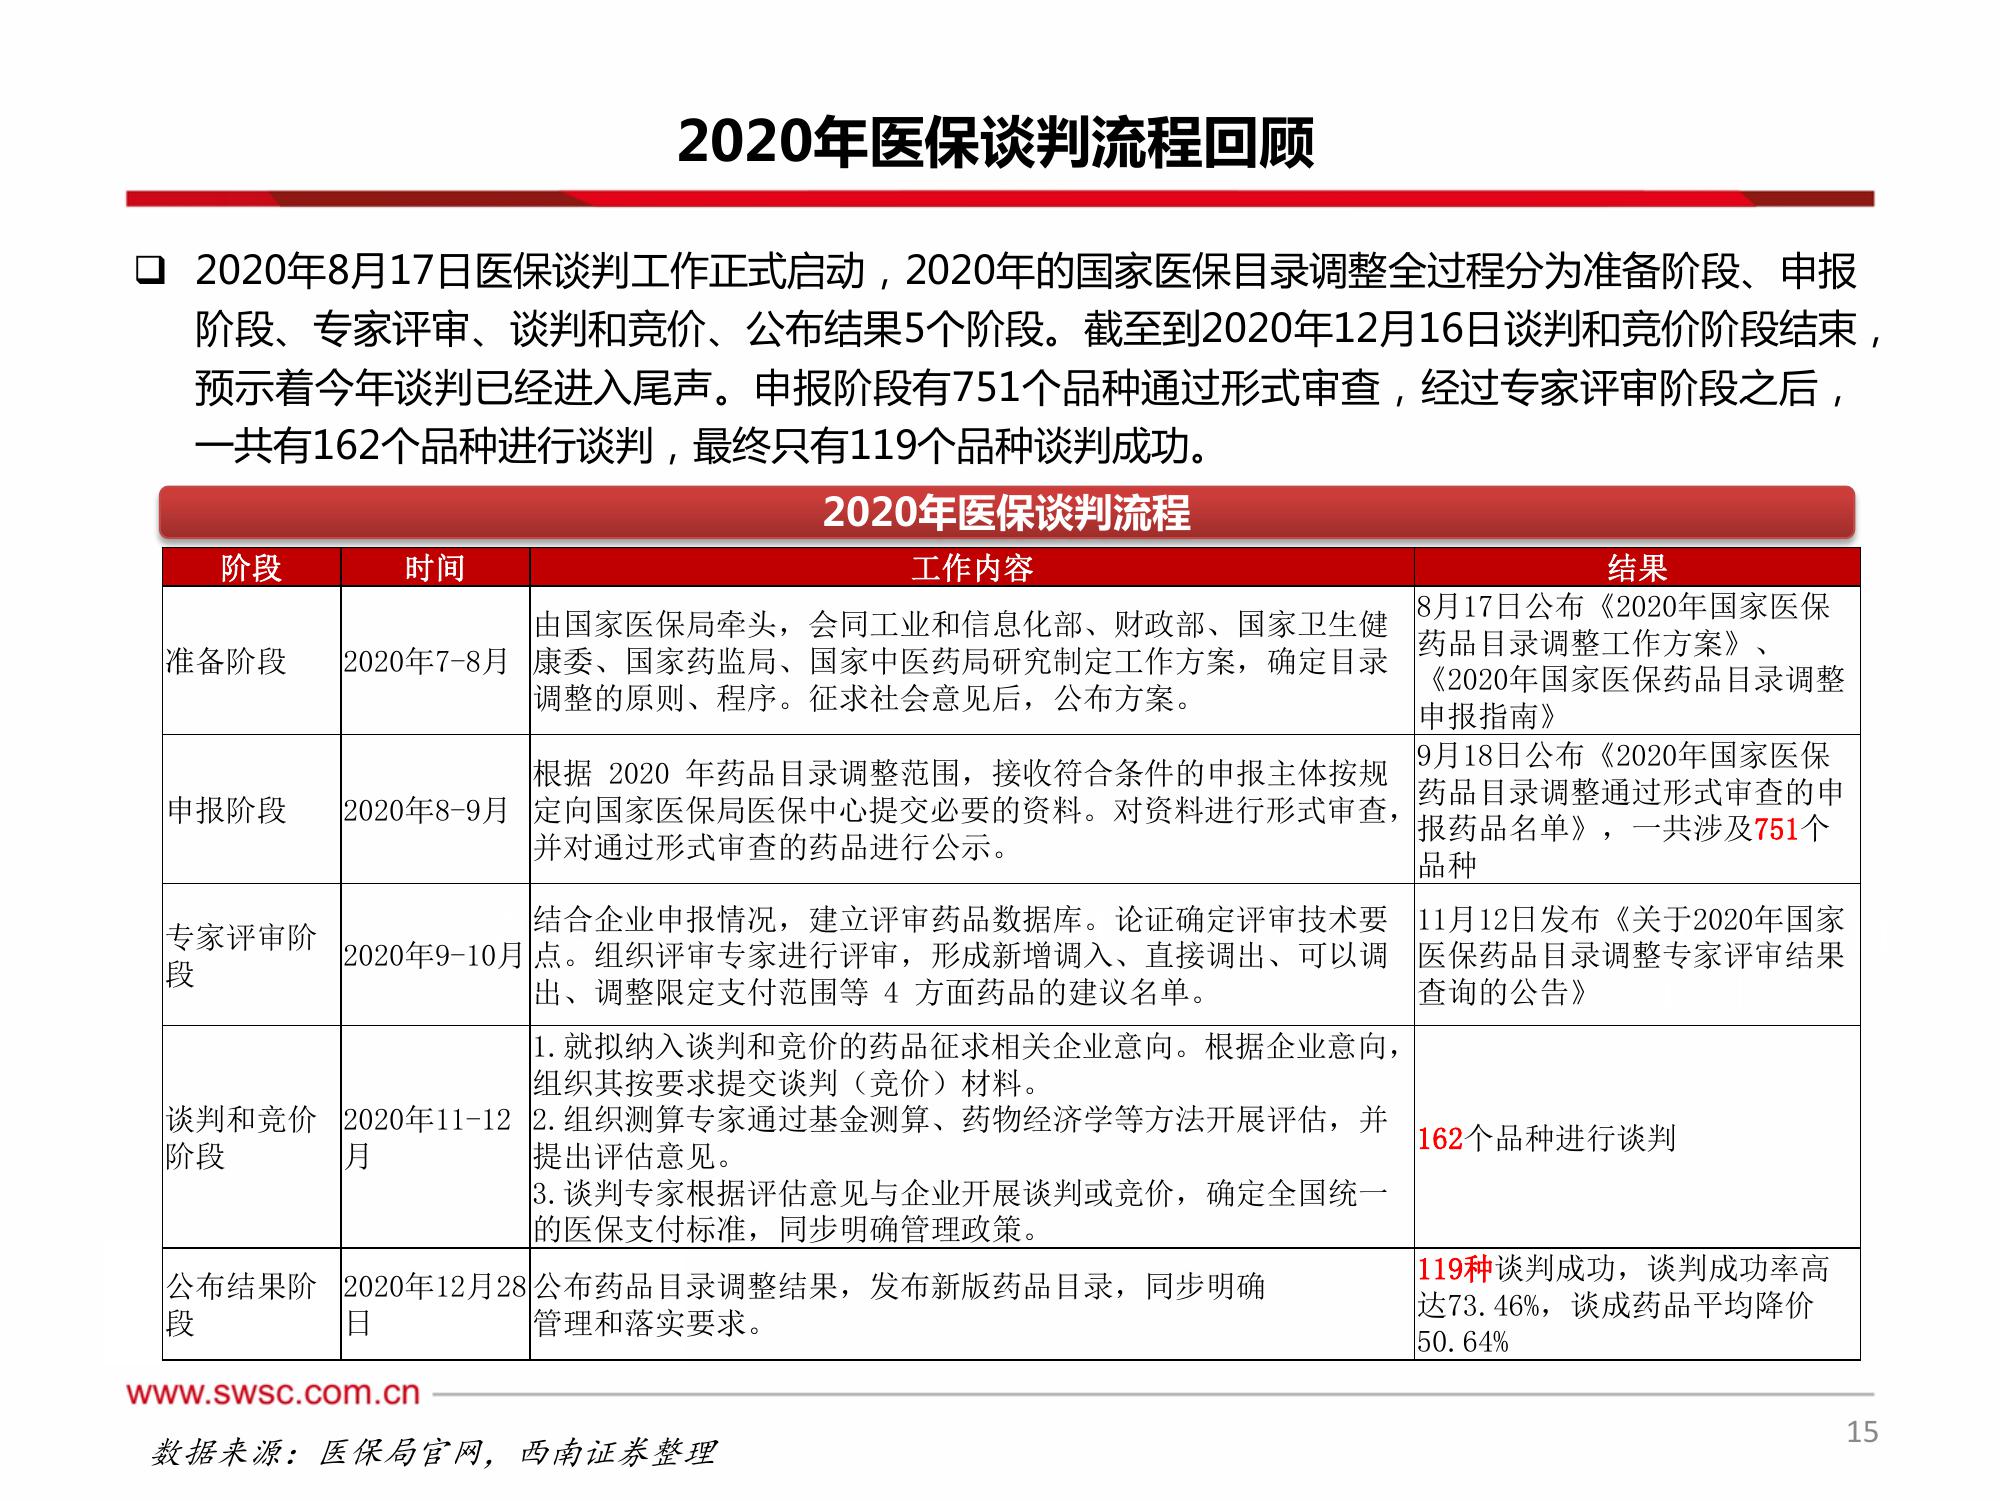 2020年医保谈判流程回顾
❑ 2020年8月17日医保谈判工作正式启动，2020年的国家医保目录调整全过程分为准备阶段、申报
阶段、专家评审、谈判和竞价、公布结果5个阶段。截至到2020年12月16日谈判和竞价阶段结束，
预示着今年谈判已经进入尾声。申报阶段有751个品种通过形式审查，经过专家评审阶段之后，
一共有162个品种进行谈判，最终只有119个品种谈判成功。
2020年医保谈判流程
阶段 时间 工作内容 结果
准备阶段
2020年7-8月
由国家医保局牵头，会同工业和信息化部、财政部、国家卫生健
康委、国家药监局、国家中医药局研究制定工作方案，确定目录
调整的原则、程序。征求社会意见后，公布方案。
8月17日公布《2020年国家医保
药品目录调整工作方案》、
《2020年国家医保药品目录调整
申报指南》
申报阶段
2020年8-9月
根据 2020 年药品目录调整范围，接收符合条件的申报主体按规
定向国家医保局医保中心提交必要的资料。对资料进行形式审查，
并对通过形式审查的药品进行公示。
9月18日公布《2020年国家医保
药品目录调整通过形式审查的申
报药品名单》，一共涉及751个
品种
专家评审阶
段
2020年9-10月
结合企业申报情况，建立评审药品数据库。论证确定评审技术要
点。组织评审专家进行评审，形成新增调入、直接调出、可以调
出、调整限定支付范围等 4 方面药品的建议名单。
11月12日发布《关于2020年国家
医保药品目录调整专家评审结果
查询的公告》
谈判和竞价
阶段
2020年11-12
月
1.就拟纳入谈判和竞价的药品征求相关企业意向。根据企业意向，
组织其按要求提交谈判（竞价）材料。
2.组织测算专家通过基金测算、药物经济学等方法开展评估，并
提出评估意见。
3.谈判专家根据评估意见与企业开展谈判或竞价，确定全国统一
的医保支付标准，同步明确管理政策。
162个品种进行谈判
公布结果阶
段
2020年12月28
日
公布药品目录调整结果，发布新版药品目录，同步明确
管理和落实要求。
119种谈判成功，谈判成功率高
达73.46%，谈成药品平均降价
50.64%
www.swsc.com.cn
15
数据来源：医保局官网，西南证券整理